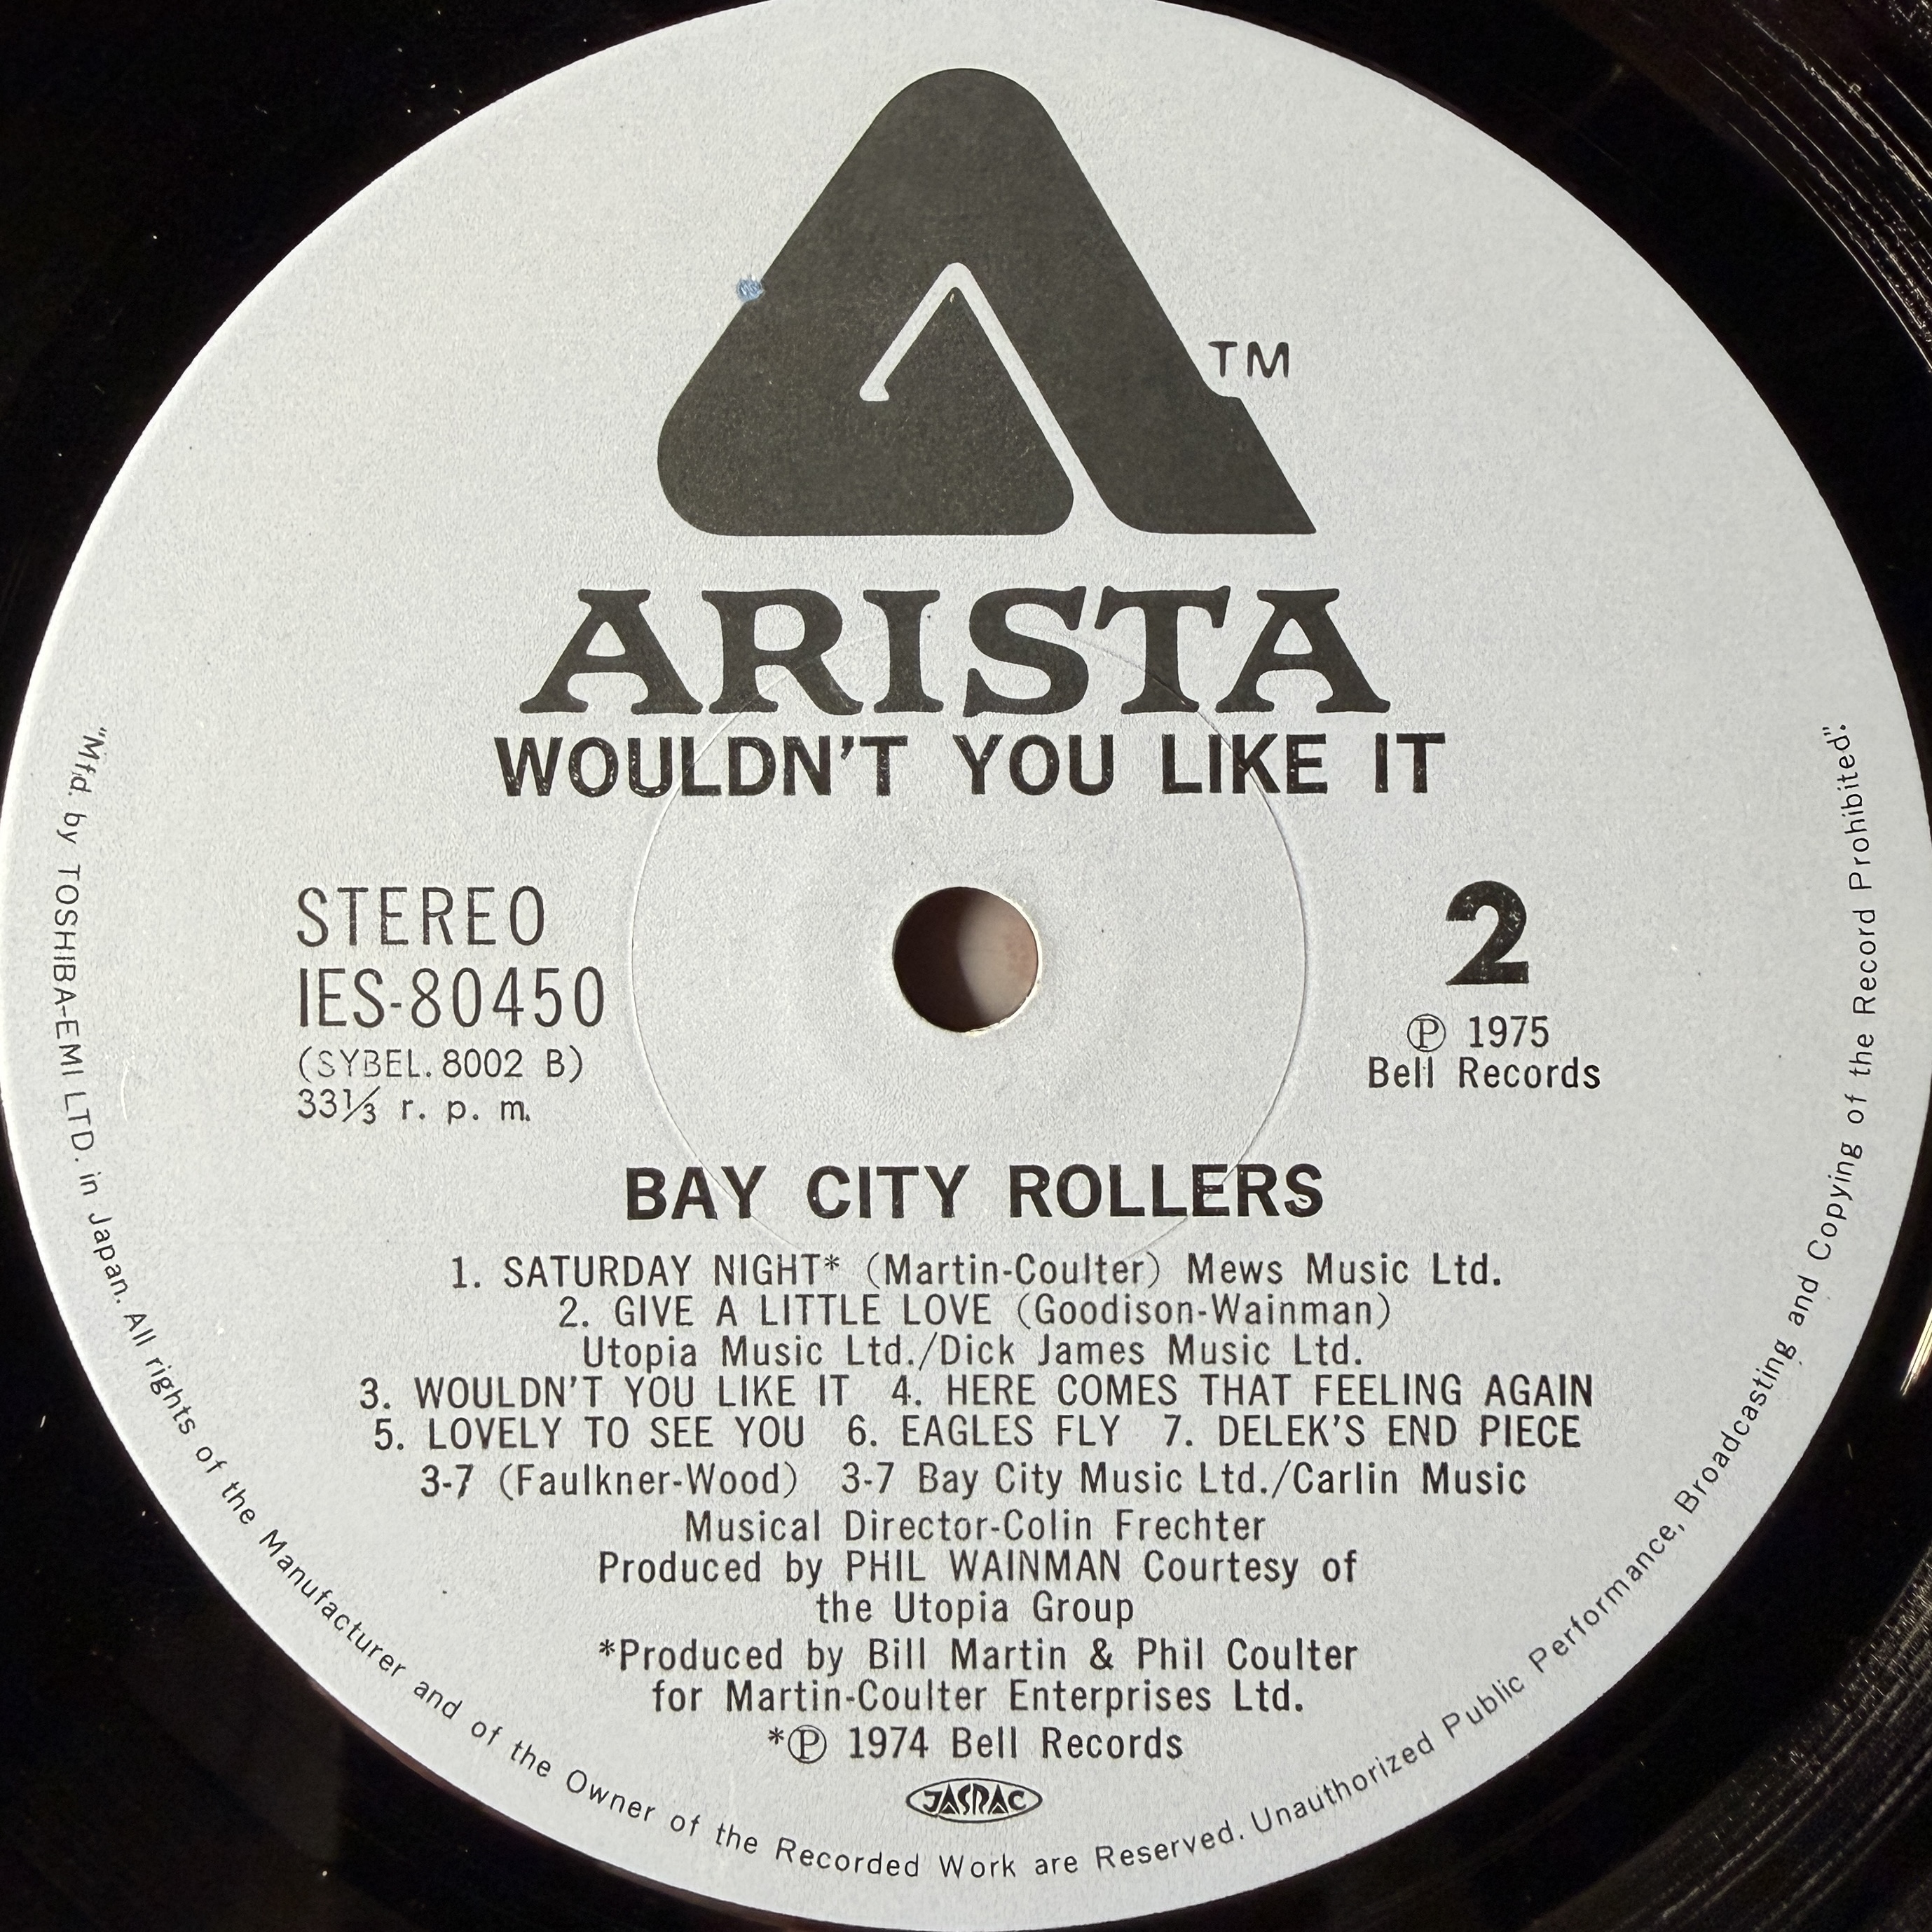 TM
ARISTA
WOULDN'T YOU LIKE IT
STEREO
IES-80450
(SYBEL. 8002 B)
33⅓ r. p. m.
2
Ⓟ 1975
Bell Records
BAY CITY ROLLERS
1. SATURDAY NIGHT* (Martin-Coulter) Mews Music Ltd.
2. GIVE A LITTLE LOVE (Goodison-Wainman)
Utopia Music Ltd./Dick James Music Ltd.
3. WOULDN'T YOU LIKE IT 4. HERE COMES THAT FEELING AGAIN
5. LOVELY TO SEE YOU 6. EAGLES FLY 7. DELEK'S END PIECE
3-7 (Faulkner-Wood) 3-7 Bay City Music Ltd./Carlin Music
Musical Director-Colin Frechter
Produced by PHIL WAINMAN Courtesy of
the Utopia Group
*Produced by Bill Martin & Phil Coulter
for Martin-Coulter Enterprises Ltd.
*Ⓟ 1974 Bell Records
JASRAC
"Mfd. by TOSHIBA-EMI LTD. in Japan. All rights of the Manufacturer and of the Owner of the Recorded Work are Reserved. Unauthorized Public Performance, Broadcasting and Copying of the Record Prohibited".